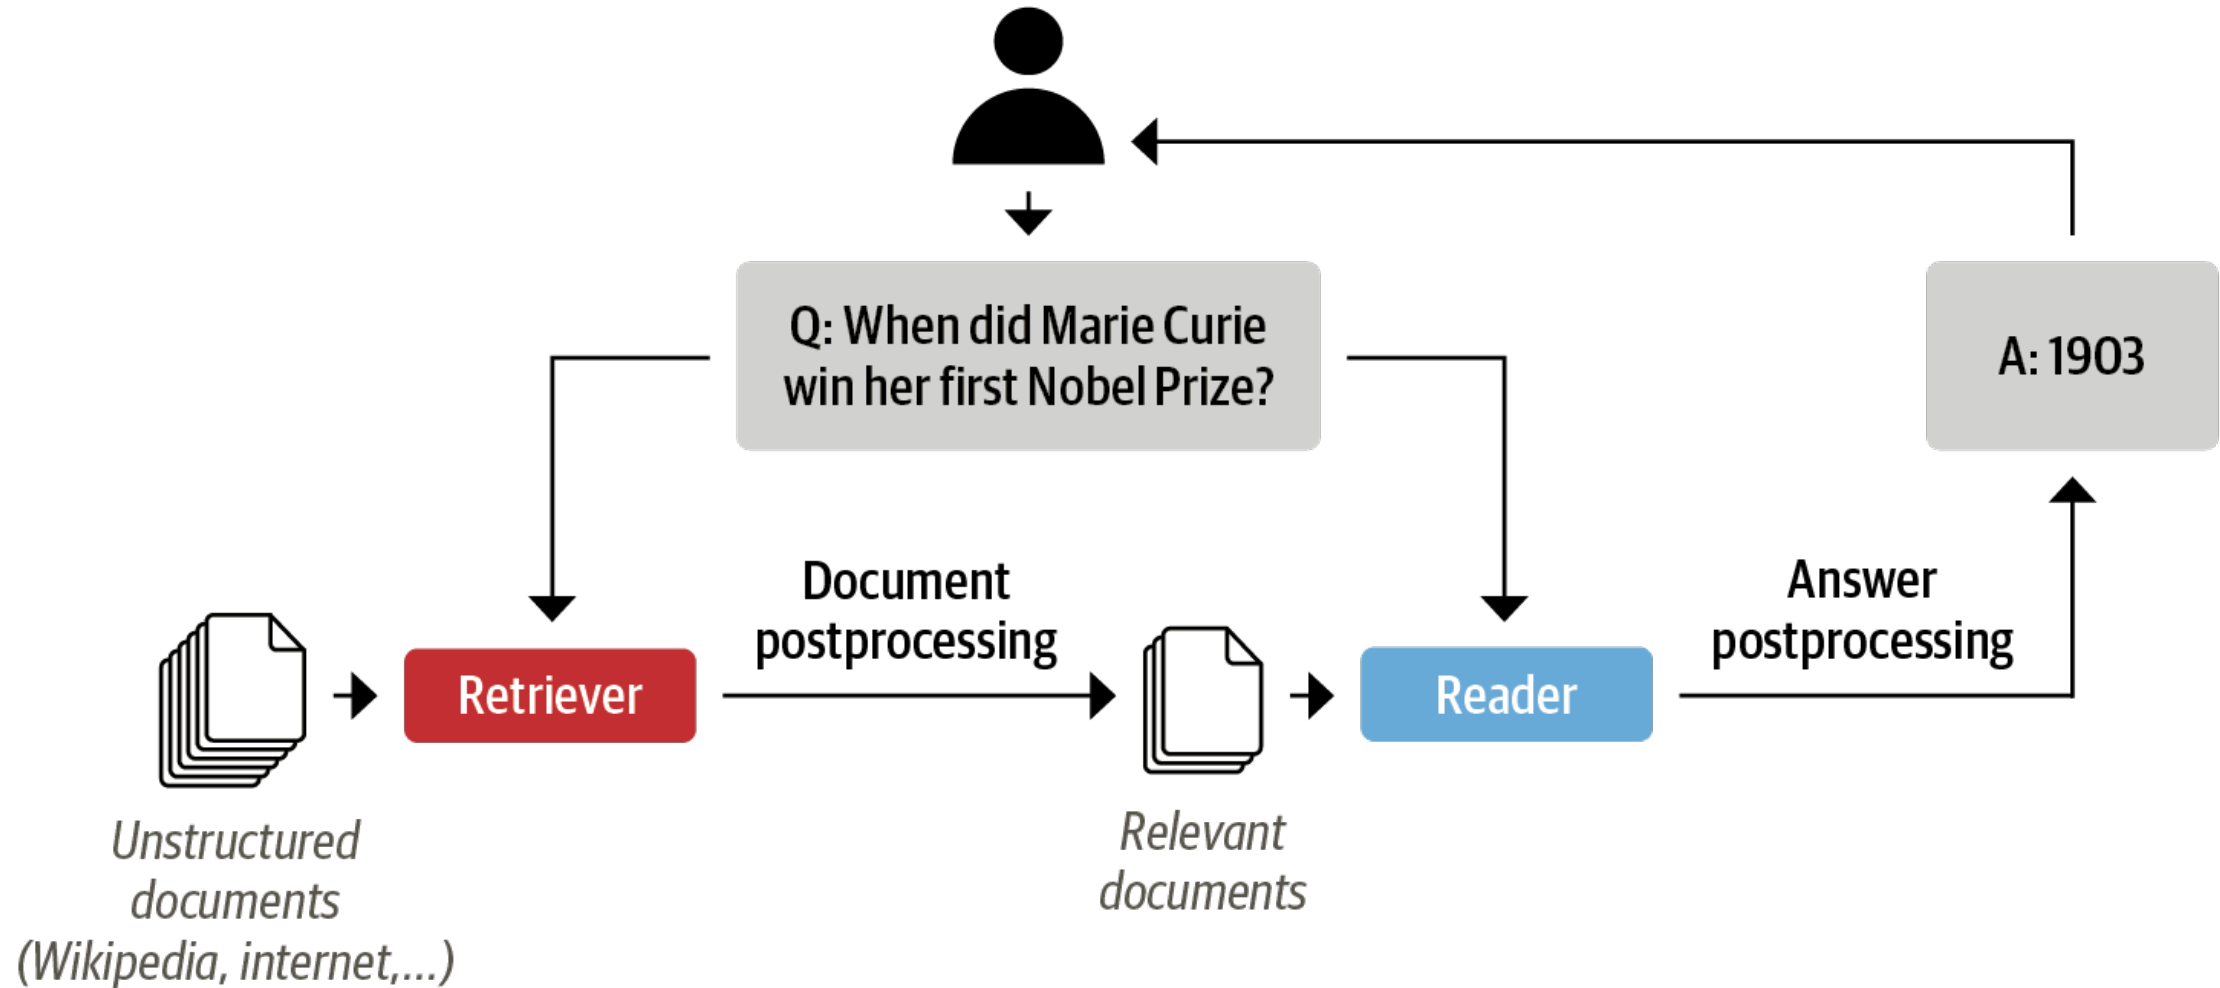 Q: When did Marie Curie
win her first Nobel Prize?
A: 1903
Document
postprocessing
Answer
postprocessing
Retriever
Reader
Unstructured
documents
(Wikipedia, internet,...)
Relevant
documents